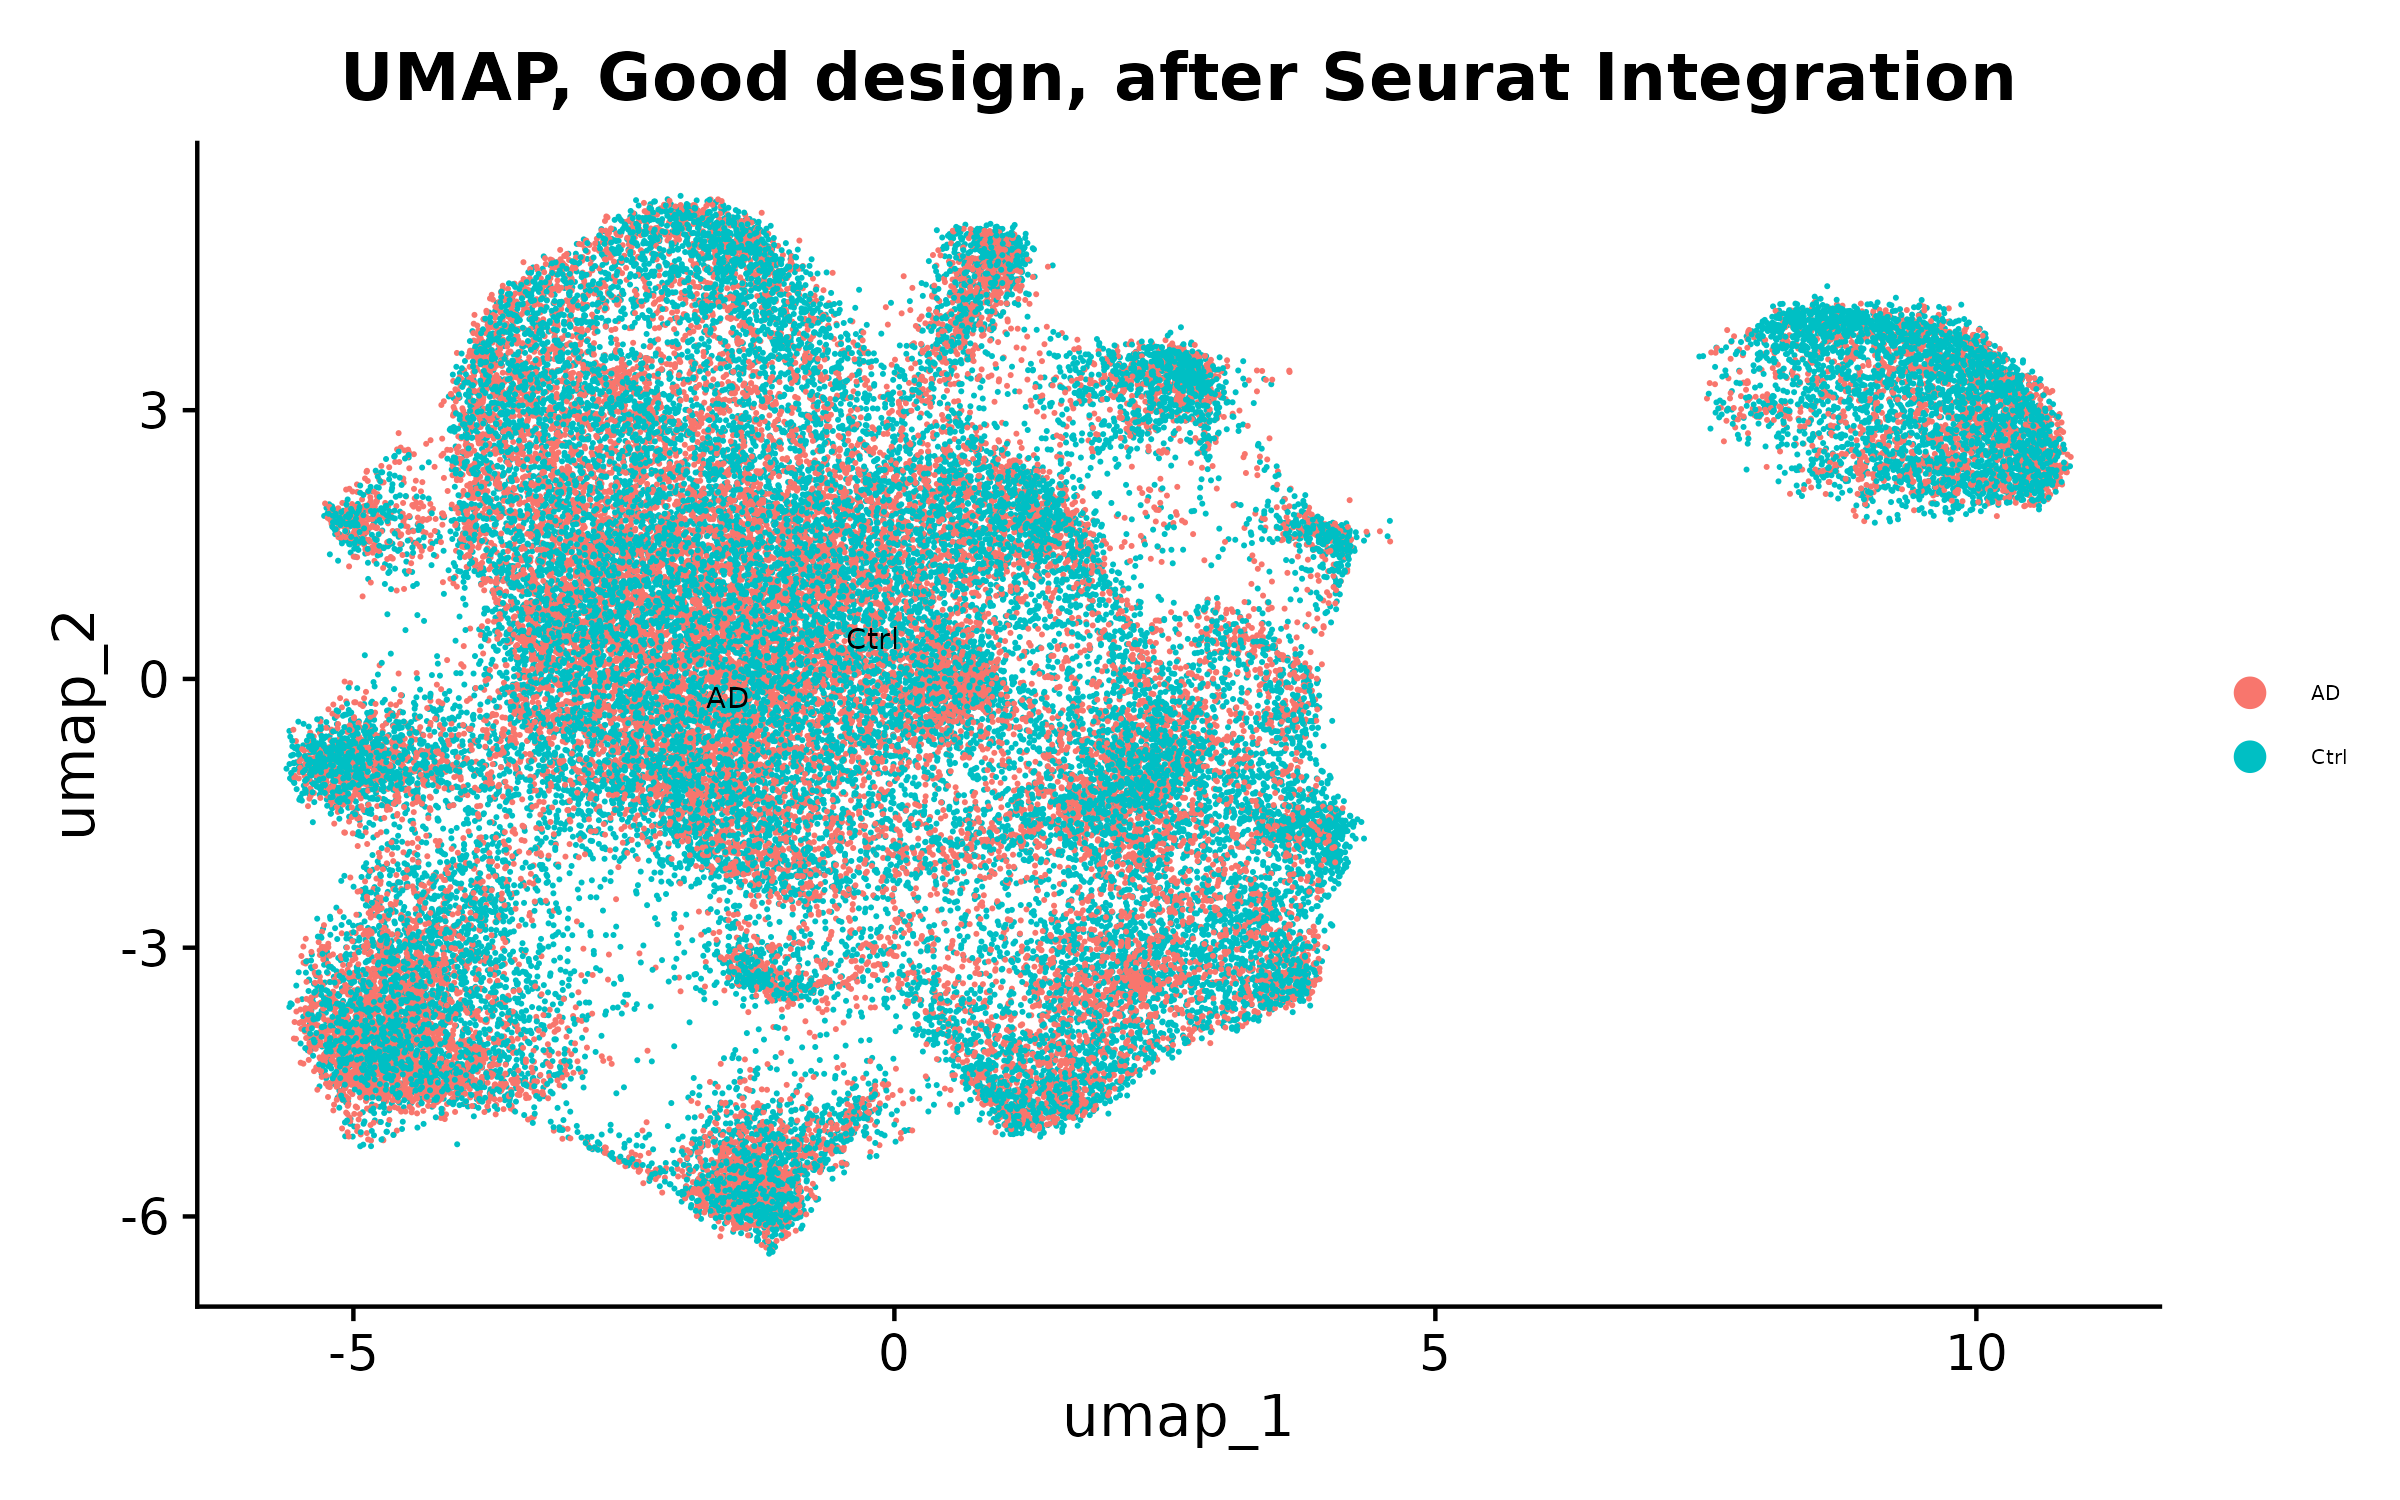 UMAP, Good design, after Seurat Integration
umap_2
3
0
-3
-6
Ctrl
AD
-5
0
5
10
umap_1
AD
Ctrl